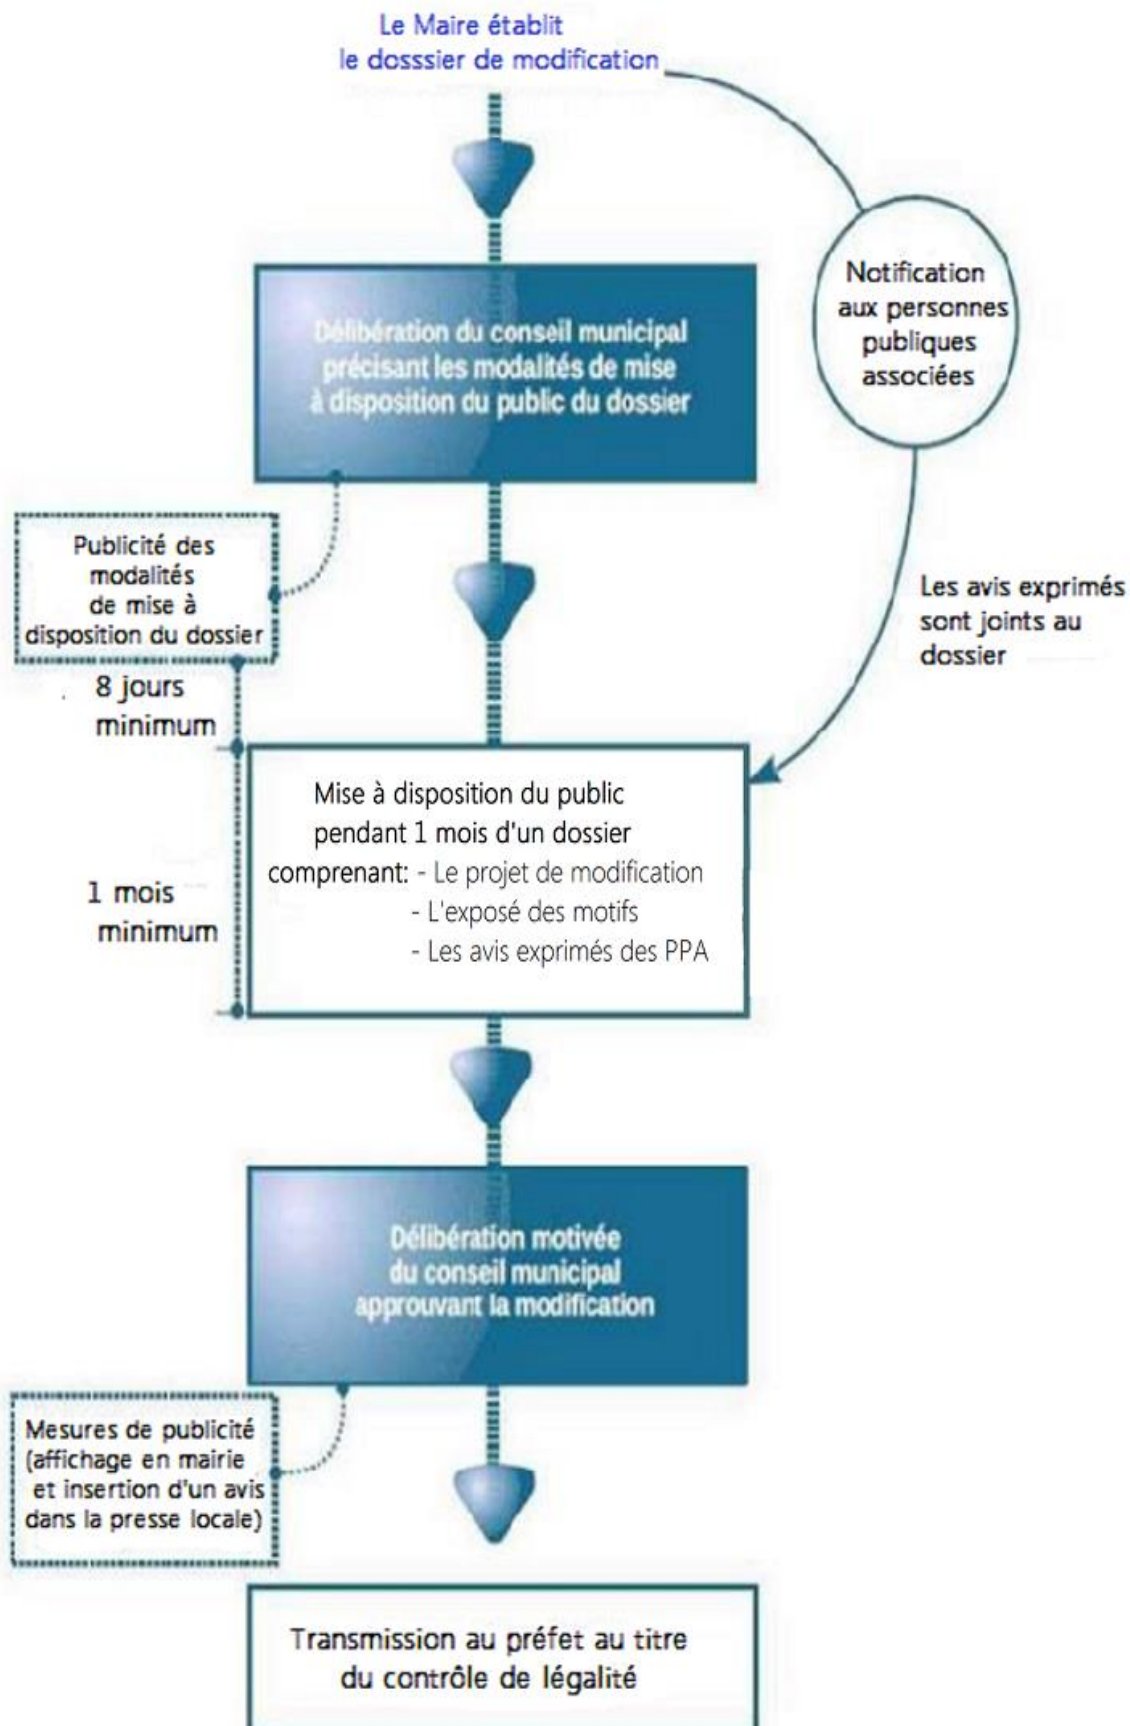 Le Maire établit
le dosssier de modification
Notification
aux personnes
publiques
associées
Délibération du conseil municipal
précisant les modalités de mise
à disposition du public du dossier
Publicité des
modalités
de mise à
disposition du dossier
Les avis exprimés
sont joints au
dossier
8 jours
minimum
Mise à disposition du public
pendant 1 mois d'un dossier
comprenant: - Le projet de modification
- L'exposé des motifs
- Les avis exprimés des PPA
1 mois
minimum
Délibération motivée
du conseil municipal
approuvant la modification
Mesures de publicité
(affichage en mairie
et insertion d'un avis
dans la presse locale)
Transmission au préfet au titre
du contrôle de légalité